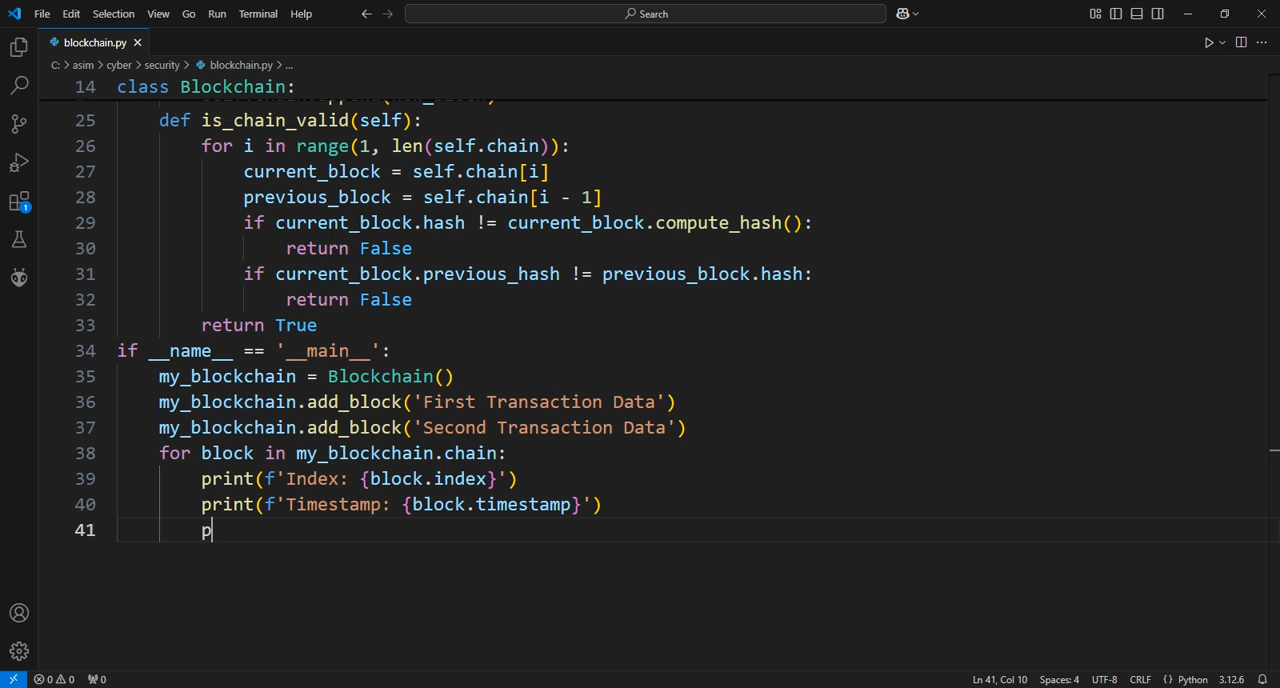 File Edit Selection View Go Run Terminal Help Search
blockchain.py
C: > asim > cyber > security > blockchain.py > ...
14 class Blockchain:
25 def is_chain_valid(self):
26 for i in range(1, len(self.chain)):
27 current_block = self.chain[i]
28 previous_block = self.chain[i - 1]
29 if current_block.hash != current_block.compute_hash():
30 return False
31 if current_block.previous_hash != previous_block.hash:
32 return False
33 return True
34 if __name__ == '__main__':
35 my_blockchain = Blockchain()
36 my_blockchain.add_block('First Transaction Data')
37 my_blockchain.add_block('Second Transaction Data')
38 for block in my_blockchain.chain:
39 print(f'Index: {block.index}')
40 print(f'Timestamp: {block.timestamp}')
41 p
1
0 0 0 Ln 41, Col 10 Spaces: 4 UTF-8 CRLF {} Python 3.12.6